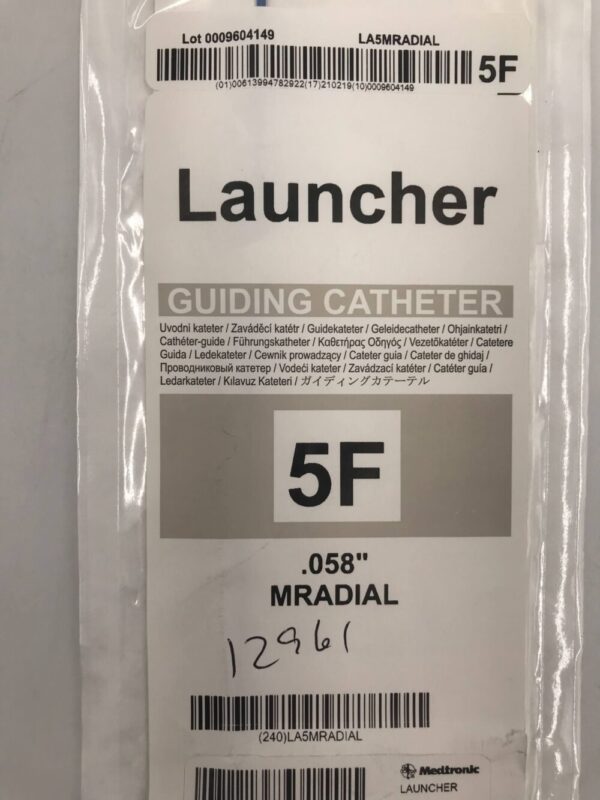 Lot 0009604149 LA5MRADIAL
5F
(01)00613994782922(17)210219(10)0009604149
Launcher
GUIDING CATHETER
Uvodni kateter / Zaváděcí katétr / Guidekateter / Geleidecatheter / Ohjainkatetri /
Cathéter-guide / Führungskatheter / Καθετήρας Οδηγός / Vezetőkatéter / Catetere
Guida / Ledekateter / Cewnik prowadzący / Cateter guia / Cateter de ghidaj /
Проводниковый катетер / Vodeći kateter / Zavádzací katéter / Catéter guía /
Ledarkateter / Kılavuz Kateteri / ガイディングカテーテル
5F
.058"
MRADIAL
12961
(240)LA5MRADIAL
Medtronic
LAUNCHER